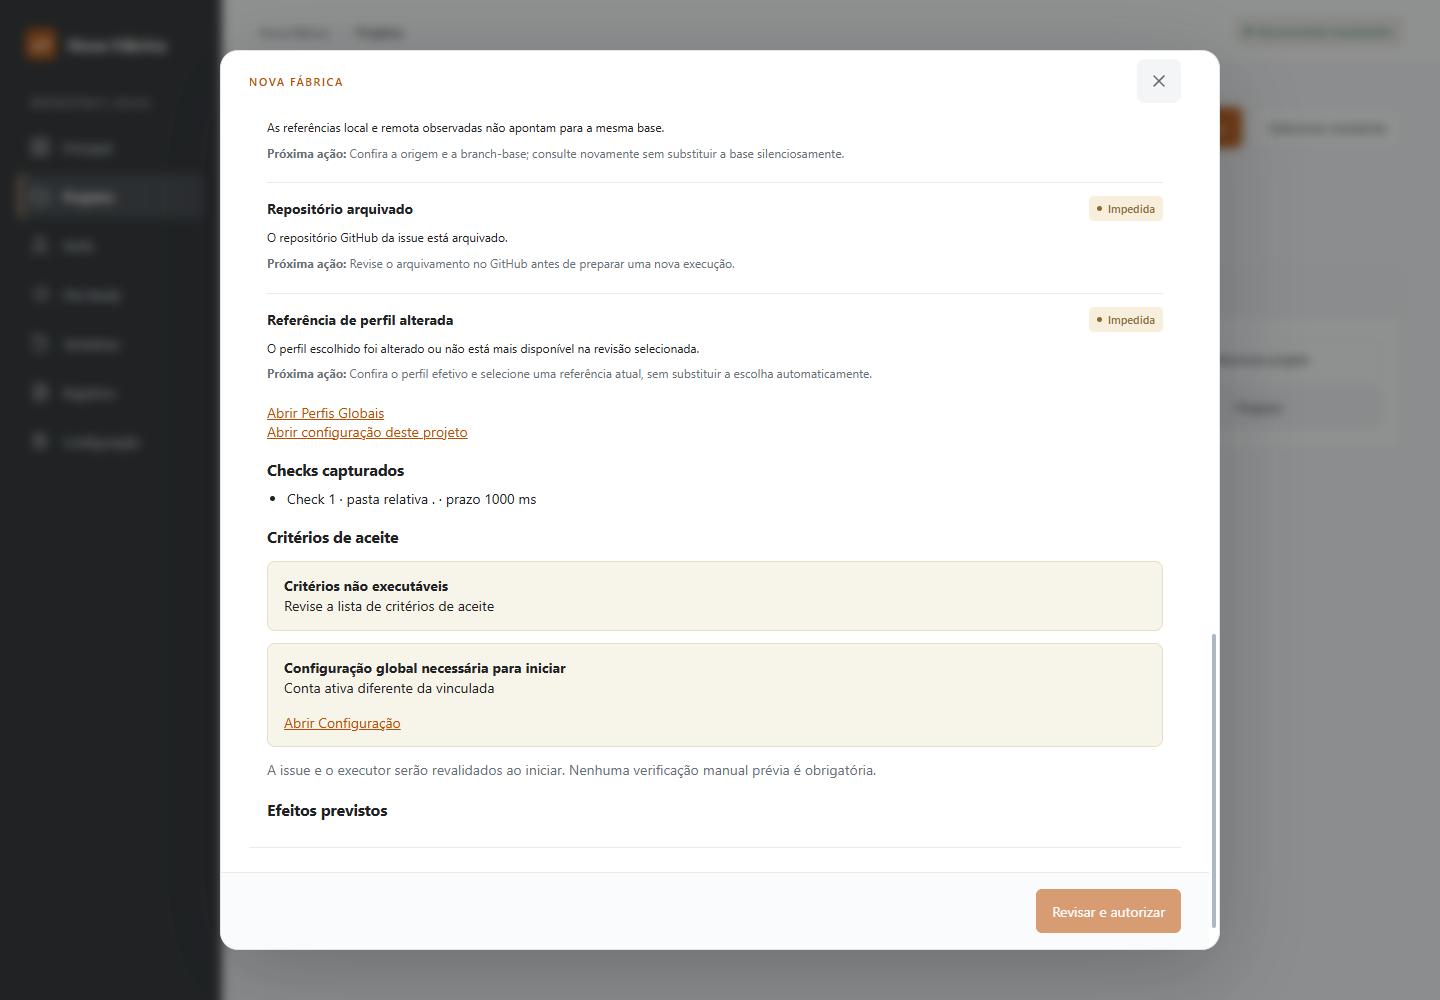 NOVA FÁBRICA
As referências local e remota observadas não apontam para a mesma base.
Próxima ação: Confira a origem e a branch-base; consulte novamente sem substituir a base silenciosamente.
Repositório arquivado
Impedida
O repositório GitHub da issue está arquivado.
Próxima ação: Revise o arquivamento no GitHub antes de preparar uma nova execução.
Referência de perfil alterada
Impedida
O perfil escolhido foi alterado ou não está mais disponível na revisão selecionada.
Próxima ação: Confira o perfil efetivo e selecione uma referência atual, sem substituir a escolha automaticamente.
Abrir Perfis Globais
Abrir configuração deste projeto
Checks capturados
Check 1 · pasta relativa . · prazo 1000 ms
Critérios de aceite
Critérios não executáveis
Revise a lista de critérios de aceite
Configuração global necessária para iniciar
Conta ativa diferente da vinculada
Abrir Configuração
A issue e o executor serão revalidados ao iniciar. Nenhuma verificação manual prévia é obrigatória.
Efeitos previstos
Revisar e autorizar